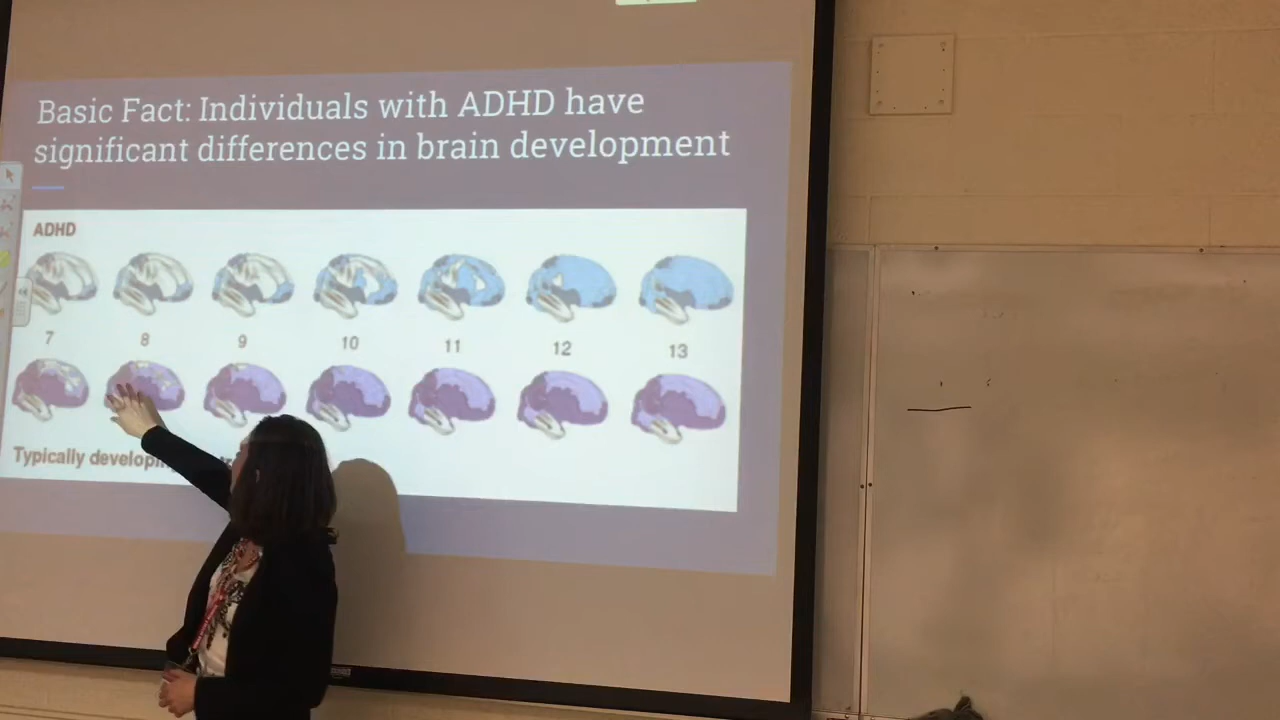 Basic Fact: Individuals with ADHD have
significant differences in brain development
ADHD
7 8 9 10 11 12 13
Typically